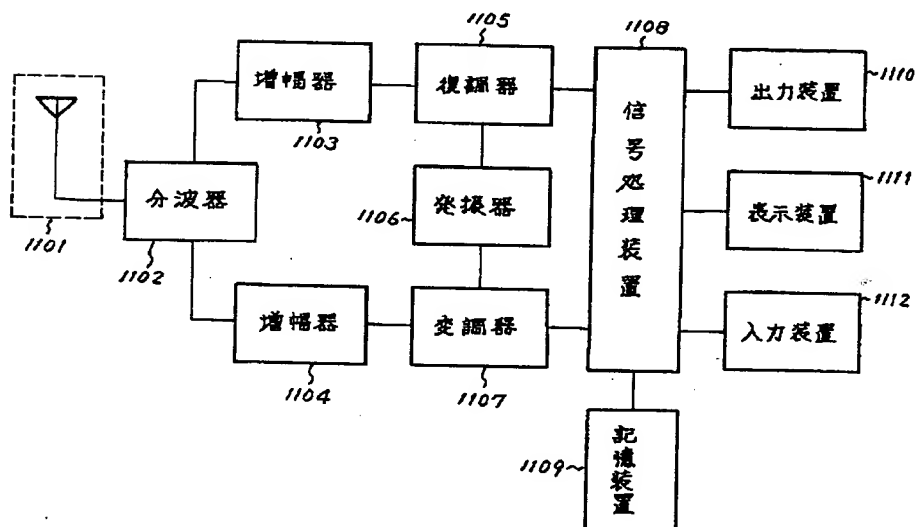 1105
1108
1110
増幅器
復調器
出力装置
1103
1111
分波器
1106
発振器
信号処理装置
表示装置
1101
1102
1112
増幅器
変調器
入力装置
1104
1107
1109
記憶装置